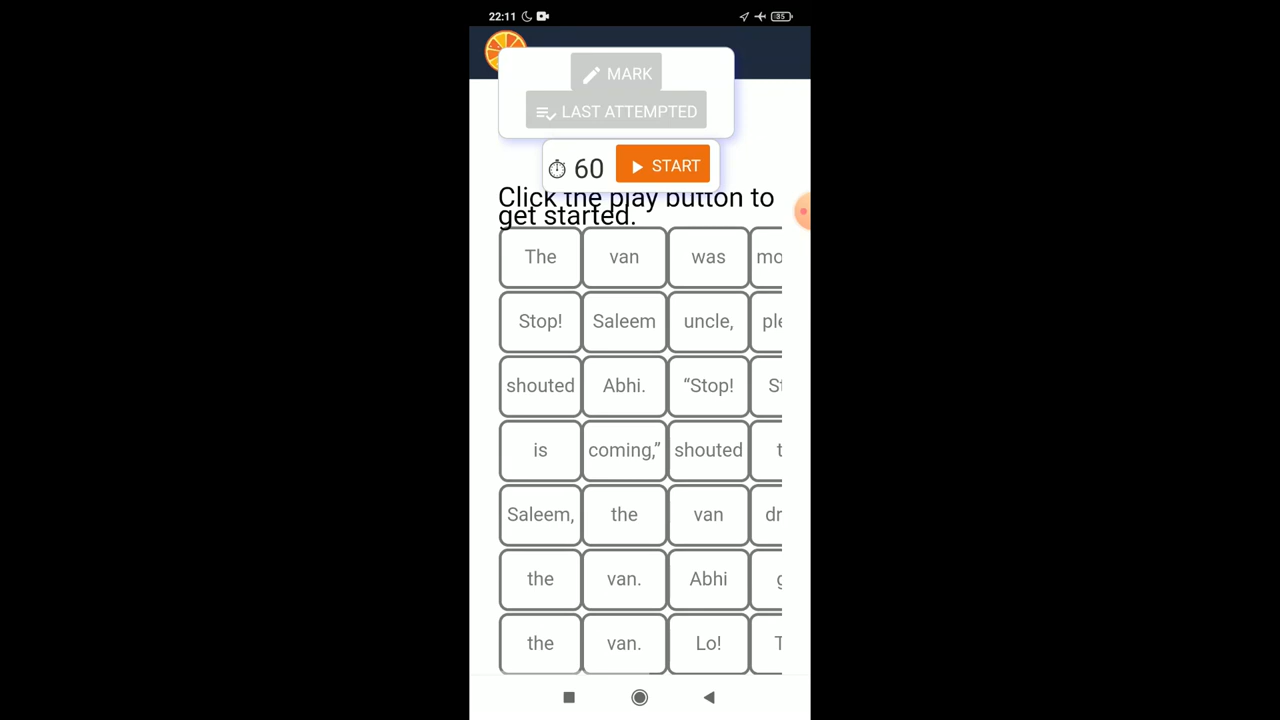 22:11
85
MARK
LAST ATTEMPTED
60 START
Click the play button to
get started.
The van was
Stop! Saleem uncle,
shouted Abhi. “Stop!
is coming,” shouted
Saleem, the van
the van. Abhi
the van. Lo!